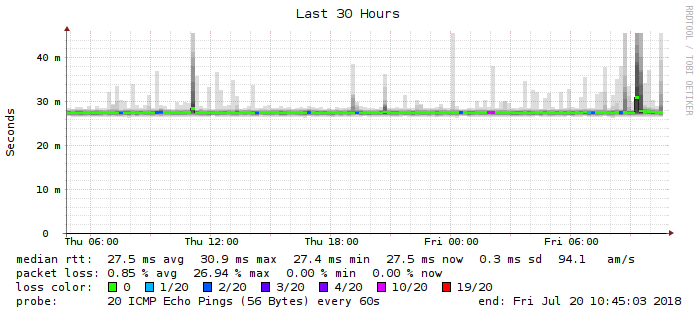 Last 30 Hours
RRDTOOL / TOBI OETIKER
Seconds
40 m
30 m
20 m
10 m
0
Thu 06:00 Thu 12:00 Thu 18:00 Fri 00:00 Fri 06:00
median rtt: 27.5 ms avg 30.9 ms max 27.4 ms min 27.5 ms now 0.3 ms sd 94.1 am/s
packet loss: 0.85 % avg 26.94 % max 0.00 % min 0.00 % now
loss color: 0 1/20 2/20 3/20 4/20 10/20 19/20
probe: 20 ICMP Echo Pings (56 Bytes) every 60s end: Fri Jul 20 10:45:03 2018